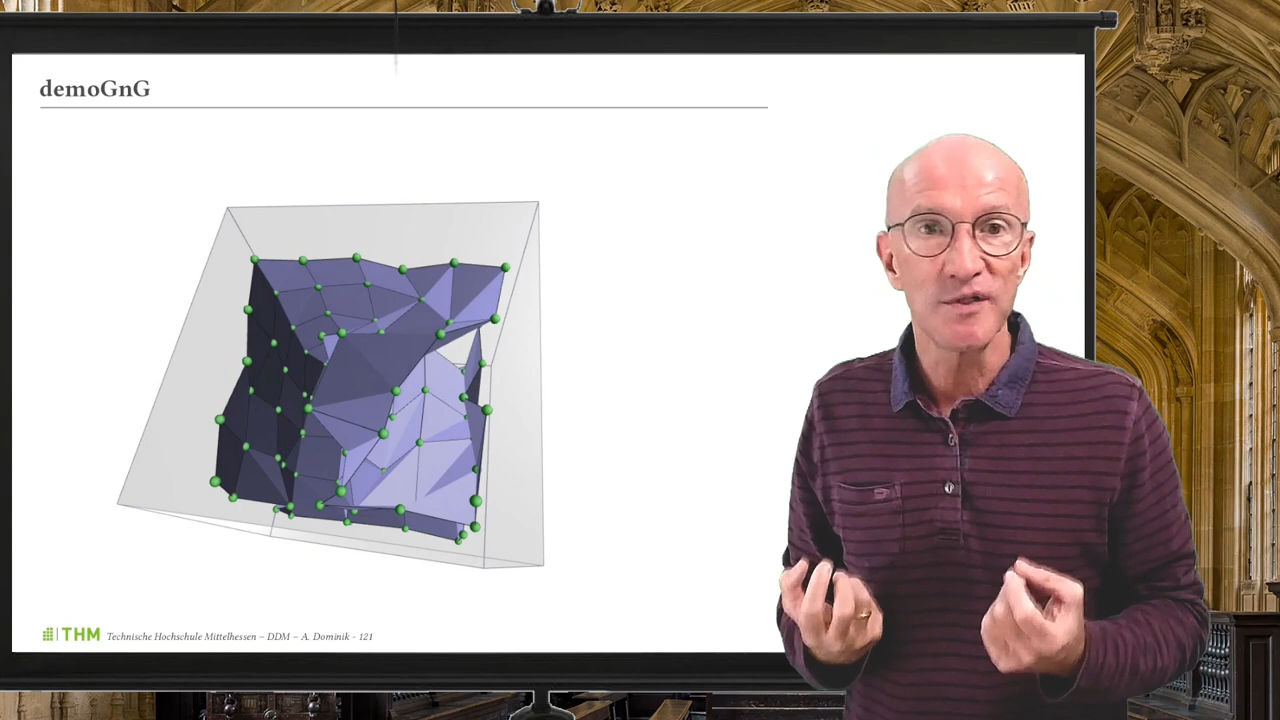 demoGnG
THM Technische Hochschule Mittelhessen – DDM – A. Dominik - 121